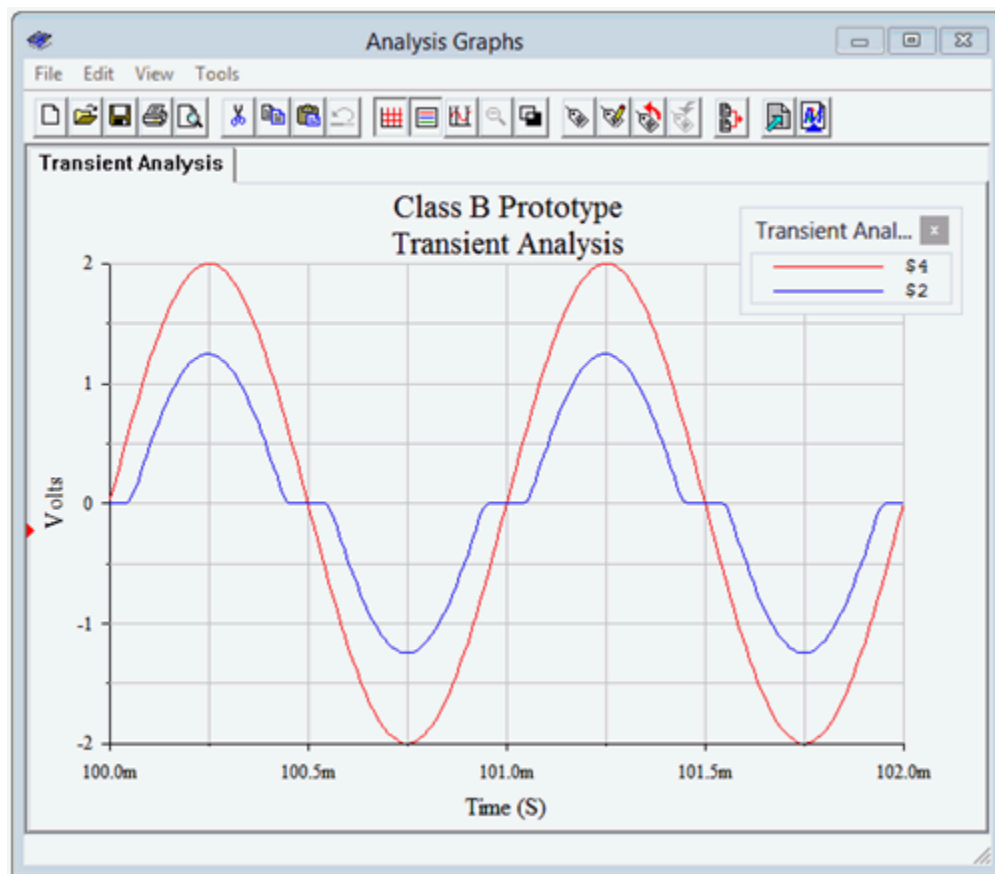 Analysis Graphs
File Edit View Tools
Transient Analysis
Class B Prototype
Transient Analysis
Transient Anal...
$4
$2
2
1
0
-1
-2
Volts
100.0m 100.5m 101.0m 101.5m 102.0m
Time (S)